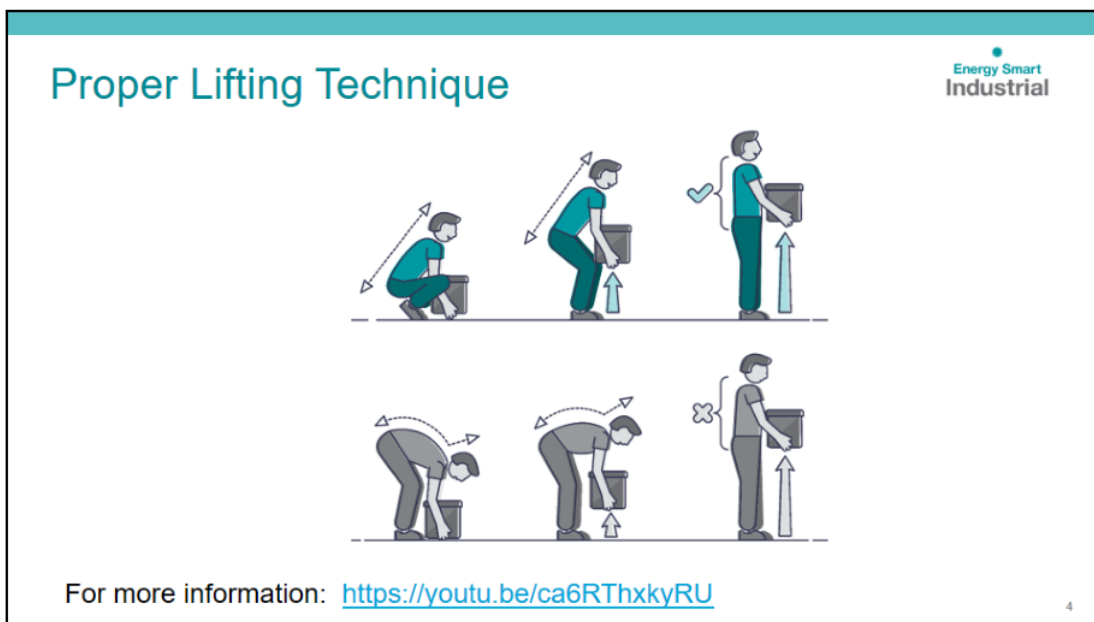 Proper Lifting Technique
Energy Smart
Industrial
For more information: https://youtu.be/ca6RThxkyRU
4